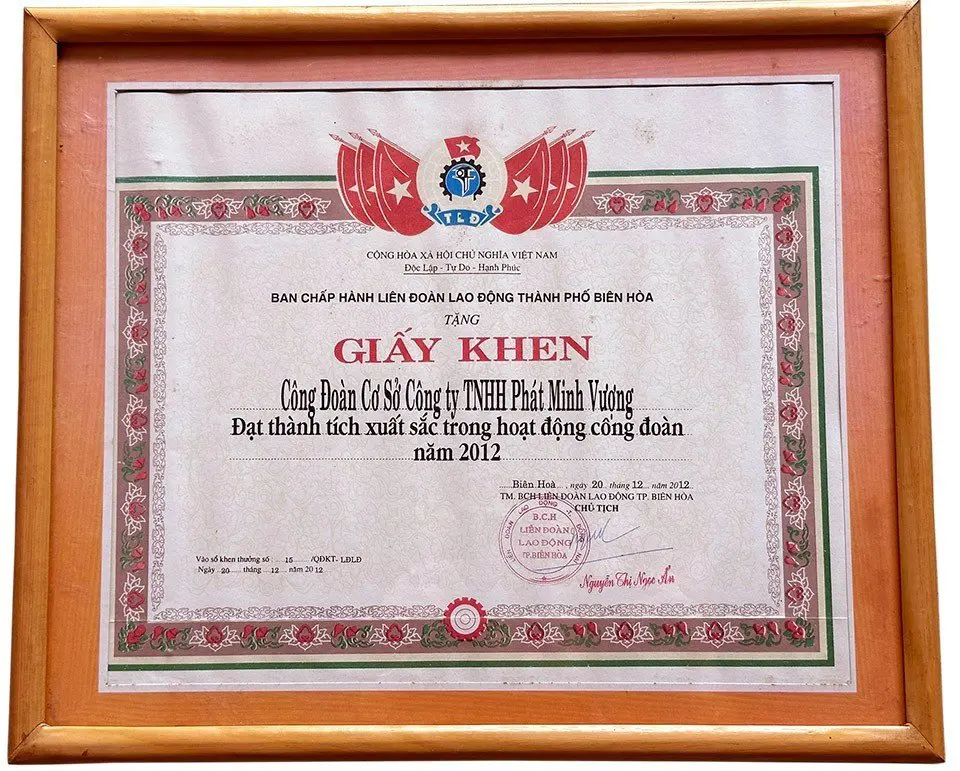 TLĐ
CỘNG HÒA XÃ HỘI CHỦ NGHĨA VIỆT NAM
Độc Lập - Tự Do - Hạnh Phúc
BAN CHẤP HÀNH LIÊN ĐOÀN LAO ĐỘNG THÀNH PHỐ BIÊN HÒA
TẶNG
GIẤY KHEN
Công Đoàn Cơ Sở Công ty TNHH Phát Minh Vượng
Đạt thành tích xuất sắc trong hoạt động công đoàn
năm 2012
Biên Hoà, ngày 20 tháng 12 năm 2012
TM. BCH LIÊN ĐOÀN LAO ĐỘNG TP. BIÊN HÒA
CHỦ TỊCH
B.C.H
LIÊN ĐOÀN
LAO ĐỘNG
TP.BIÊN HÒA
Nguyễn Thị Ngọc Ẩn
Vào sổ khen thưởng số : 15 /QĐKT- LĐLĐ
Ngày 20 tháng 12 năm 2012